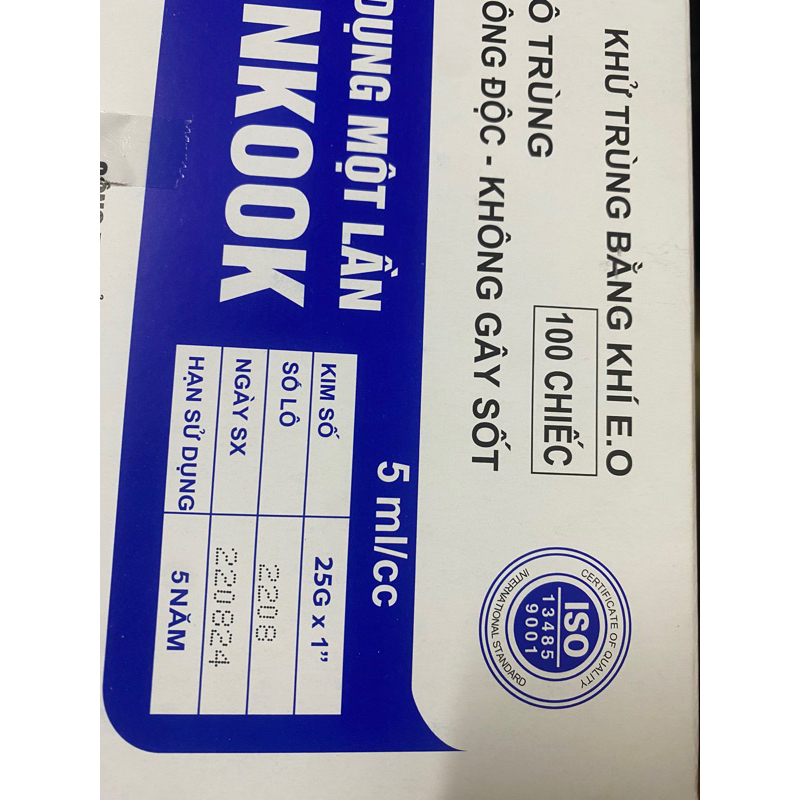 KHỬ TRÙNG BẰNG KHÍ E.O
100 CHIẾC
Ô TRÙNG
ÔNG ĐỘC - KHÔNG GÂY SỐT
DỤNG MỘT LẦN
NKOOK
5 ml/cc
KIM SỐ 25G x 1”
SÓ LÔ 2208
NGÀY SX 220824
HẠN SỬ DỤNG 5 NĂM
CERTIFICATE OF QUALITY
ISO
13485
9001
INTERNATIONAL STANDARD